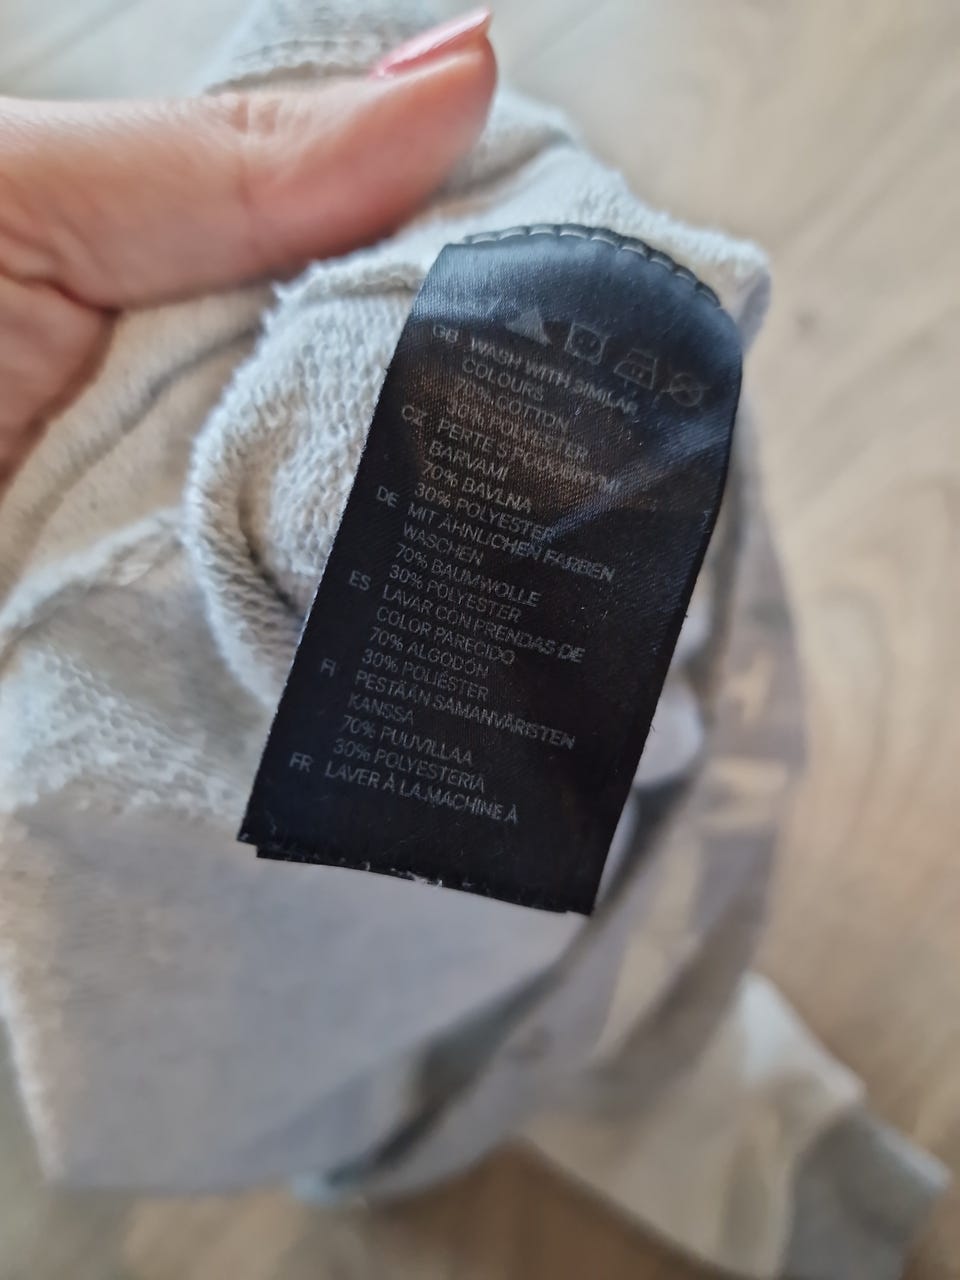 GB WASH WITH SIMILAR
COLOURS
70% COTTON
30% POLYESTER
CZ PERTE S PODOBNÝMI
BARVAMI
70% BAVLNA
30% POLYESTER
DE MIT ÄHNLICHEN FARBEN
WASCHEN
70% BAUMWOLLE
30% POLYESTER
ES LAVAR CON PRENDAS DE
COLOR PARECIDO
70% ALGODÓN
30% POLIÉSTER
FI PESTÄÄN SAMANVÄRISTEN
KANSSA
70% PUUVILLAA
30% POLYESTERIA
FR LAVER À LA MACHINE À